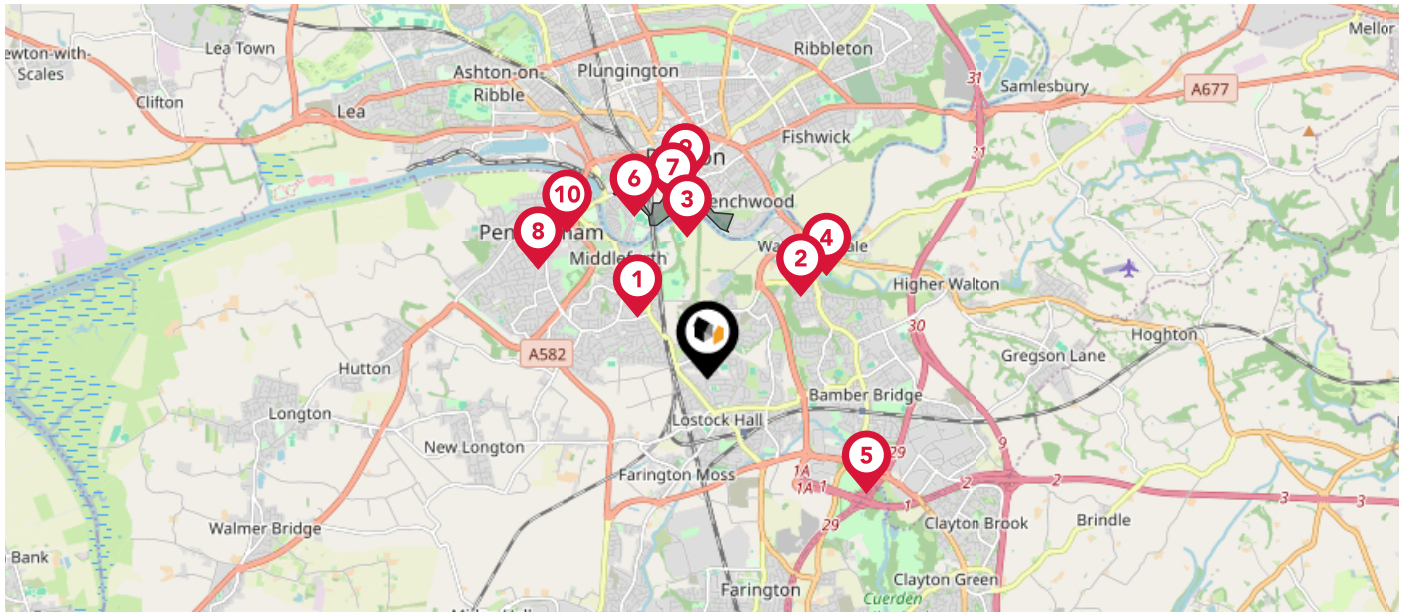 Mellor
Lea Town
Ribbleton
ewton-with-
Scales
Ashton-on-
Ribble
Plungington
31
Samlesbury
A677
Clifton
Lea
Fishwick
31
7
6
10
3
enchwood
8
4
Middleforth
2
1
Higher Walton
30
Hoghton
A582
Gregson Lane
Hutton
Bamber Bridge
Longton
Lostock Hall
New Longton
9
5
29
Farington Moss
1A
1A
1
2
2
1
3
3
29
Walmer Bridge
Clayton Brook
Brindle
Bank
Clayton Green
Farington
Cuerden